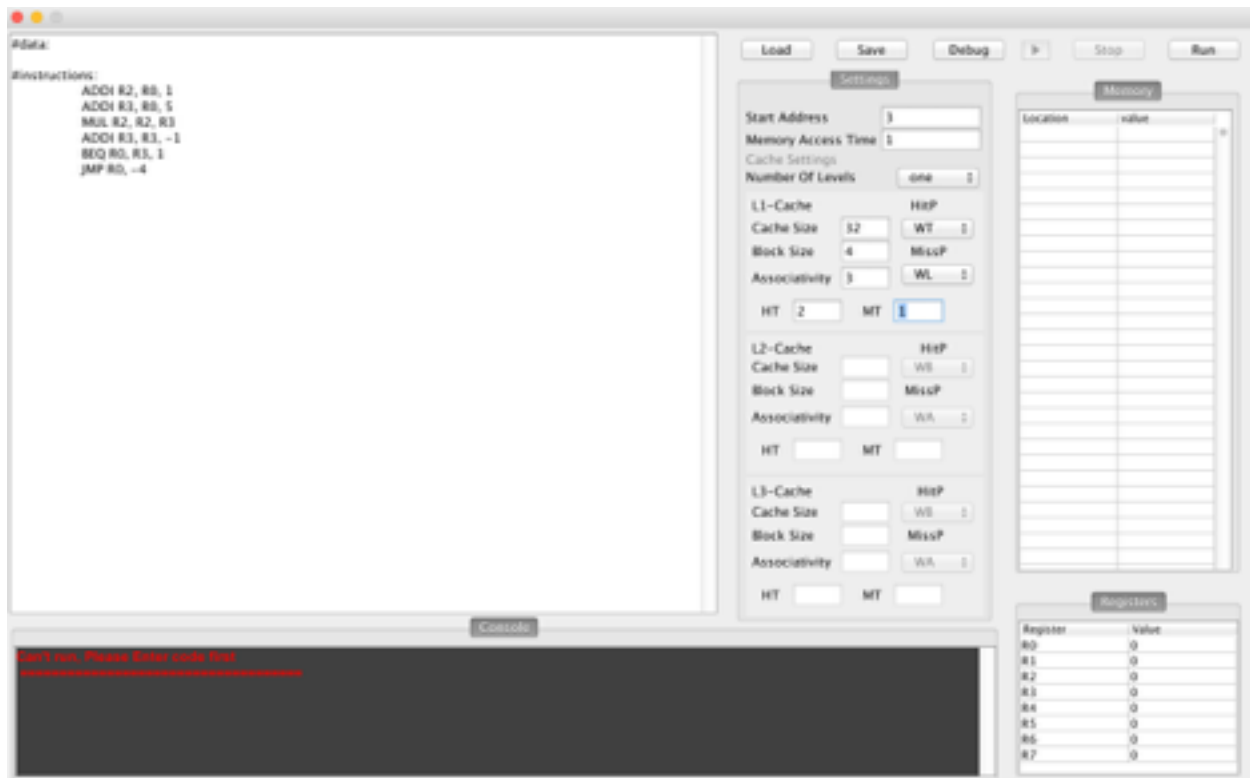 #data:
#instructions:
ADDI R2, R0, 1
ADDI R3, R0, 5
MUL R2, R2, R3
ADDI R3, R3, -1
BEQ R0, R3, 1
JMP R0, -4
Load Save Debug Stop Run
Settings
Start Address 3
Memory Access Time 1
Cache Settings
Number Of Levels one
L1-Cache HitP
Cache Size 32 WT
Block Size 4 MissP
Associativity 3 WL
HT 2 MT 1
L2-Cache HitP
Cache Size WB
Block Size MissP
Associativity WA
HT MT
L3-Cache HitP
Cache Size WB
Block Size MissP
Associativity WA
HT MT
Memory
Location value
Console
Can't run, Please Enter code first
Registers
Register Value
R0 0
R1 0
R2 0
R3 0
R4 0
R5 0
R6 0
R7 0